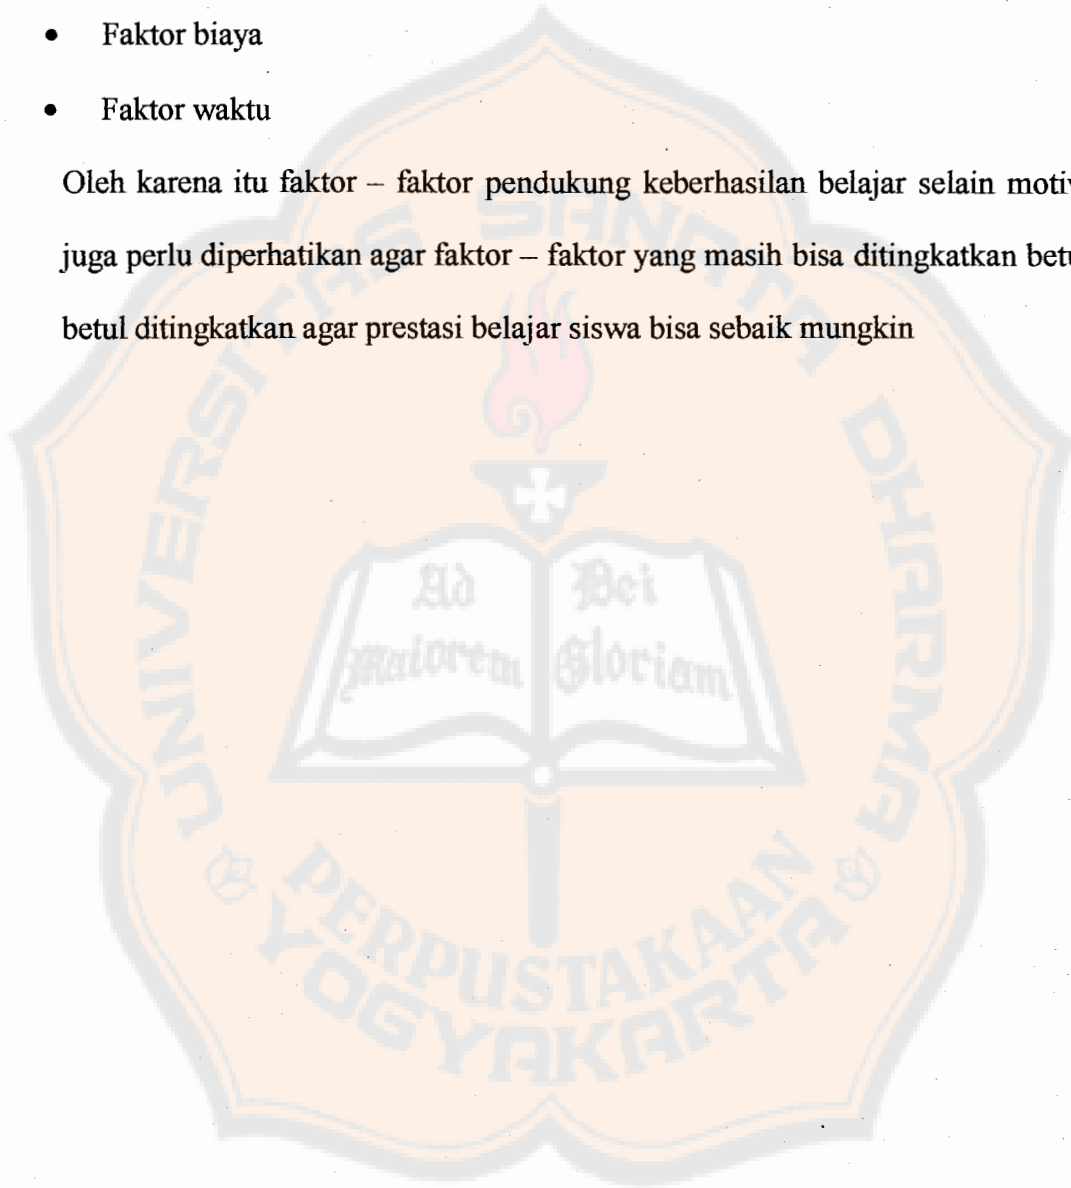 • Faktor biaya
• Faktor waktu
Oleh karena itu faktor – faktor pendukung keberhasilan belajar selain
juga perlu diperhatikan agar faktor – faktor yang masih bisa ditingkatkan
betul ditingkatkan agar prestasi belajar siswa bisa sebaik mungkin
UNIVERSITAS SANATA DHARMA
Ad Dei
Maiorem Gloriam
PERPUSTAKAAN
YOGYAKARTA